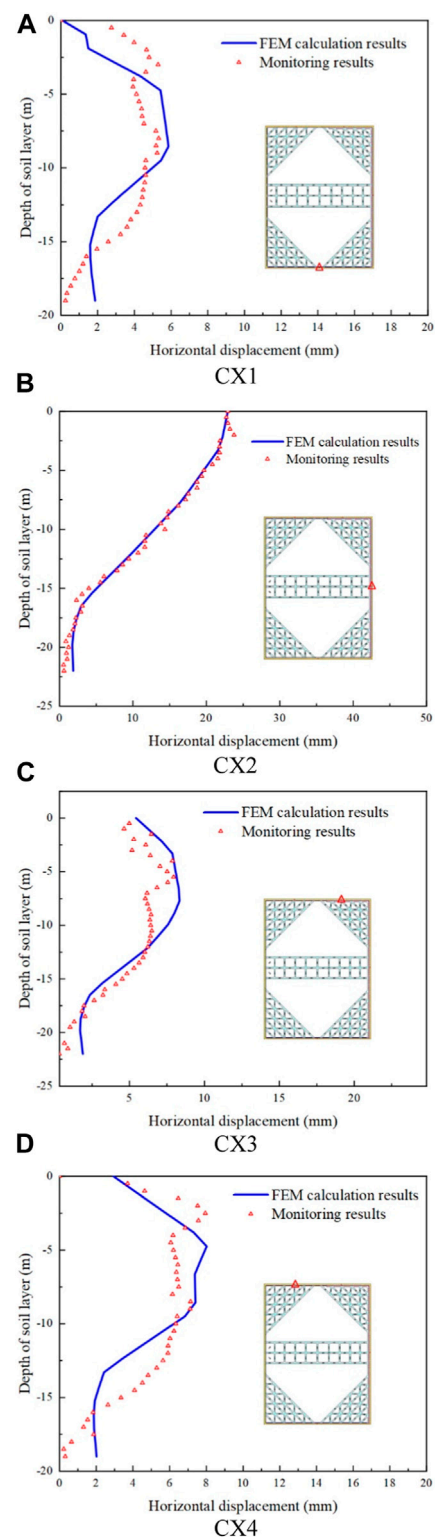 A
0
FEM calculation results
Monitoring results
-5
-10
-15
-20
Depth of soil layer (m)
0 2 4 6 8 10 12 14 16 18 20
Horizontal displacement (mm)
CX1
B
0
FEM calculation results
Monitoring results
-5
-10
-15
-20
-25
Depth of soil layer (m)
0 10 20 30 40 50
Horizontal displacement (mm)
CX2
C
0
FEM calculation results
Monitoring results
-5
-10
-15
-20
-25
Depth of soil layer (m)
5 10 15 20
Horizontal displacement (mm)
CX3
D
0
FEM calculation results
Monitoring results
-5
-10
-15
-20
Depth of soil layer (m)
0 2 4 6 8 10 12 14 16 18 20
Horizontal displacement (mm)
CX4